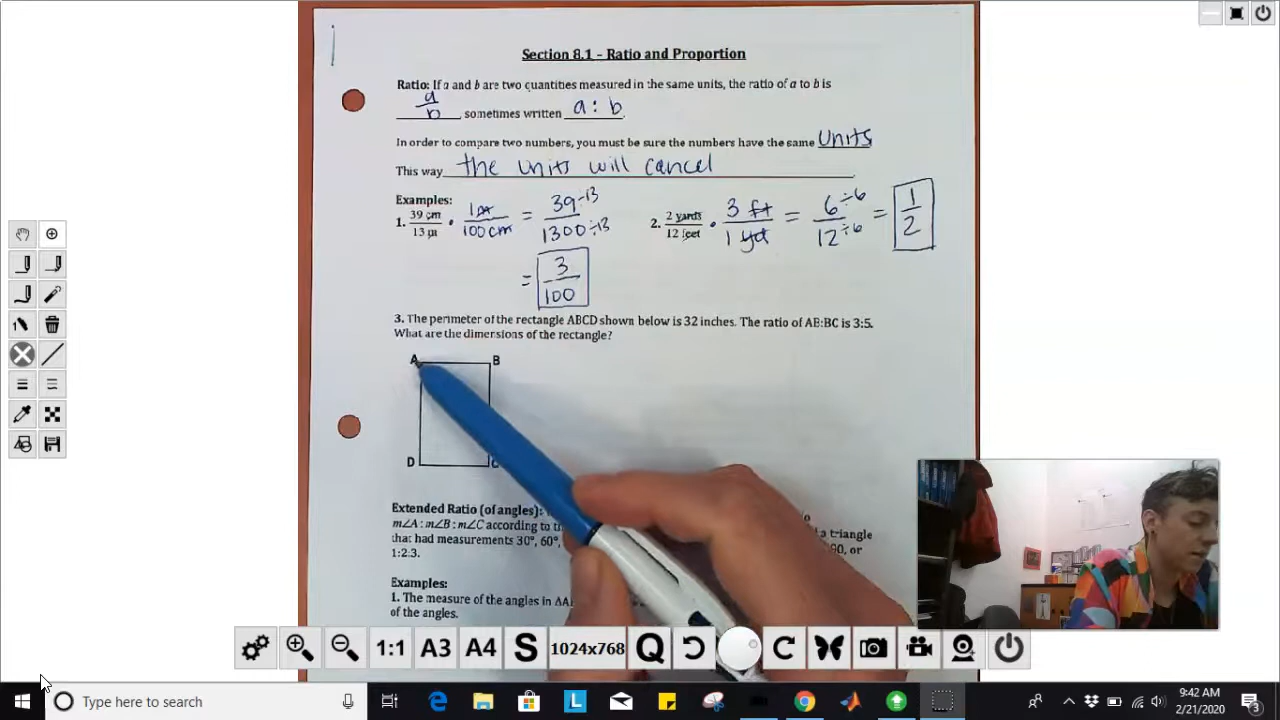 Section 8.1 – Ratio and Proportion
Ratio: If a and b are two quantities measured in the same units, the ratio of a to b is
a/b, sometimes written a : b.
In order to compare two numbers, you must be sure the numbers have the same Units
This way the units will cancel
Examples:
1. 39 cm/13 m • 1m/100cm = 39÷13/1300÷13
= 3/100
2. 2 yards/12 feet • 3 ft/1 yd = 6÷6/12÷6 = 1/2
3. The perimeter of the rectangle ABCD shown below is 32 inches. The ratio of AB:BC is 3:5.
What are the dimensions of the rectangle?
A B
D C
Extended Ratio (of angles):
m∠A : m∠B : m∠C according to
a triangle
that had measurements 30°, 60°, 90, or
1:2:3.
Examples:
1. The measure of the angles in
of the angles.
1:1 A3 A4 S 1024x768 Q
Type here to search
9:42 AM
2/21/2020
3